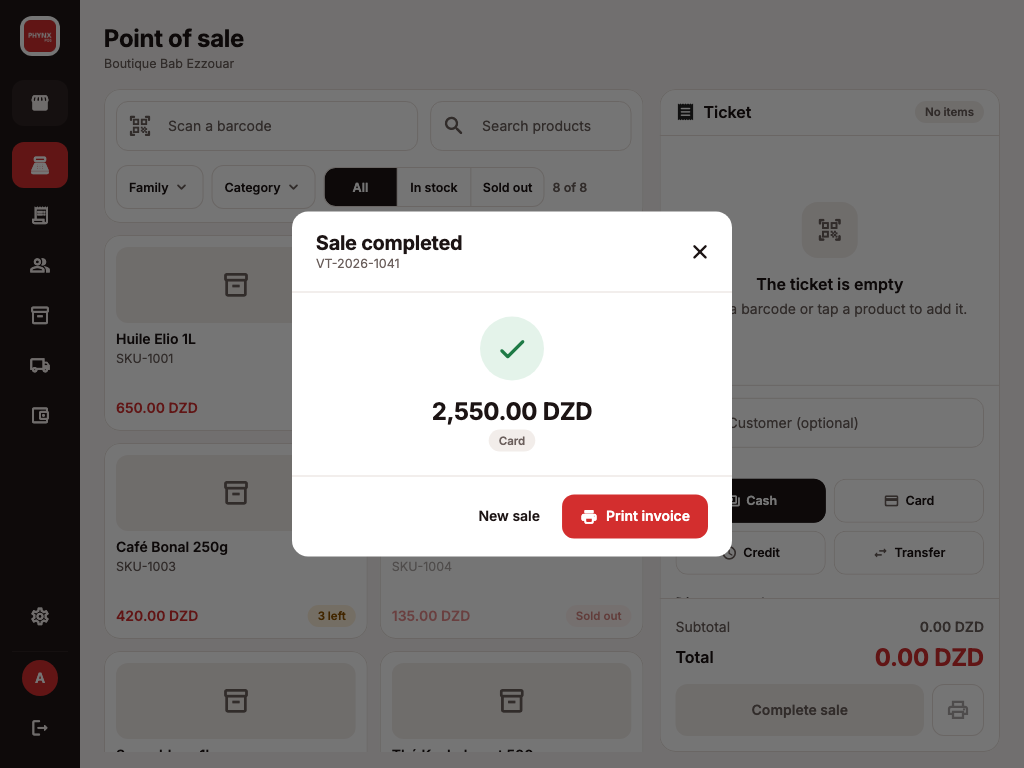 PHYNX
Point of sale
Boutique Bab Ezzouar
Scan a barcode
Search products
Family
Category
All
In stock
Sold out
8 of 8
Ticket
No items
Sale completed
VT-2026-1041
2,550.00 DZD
Card
New sale
Print invoice
Huile Elio 1L
SKU-1001
650.00 DZD
Café Bonal 250g
SKU-1003
420.00 DZD
3 left
SKU-1004
135.00 DZD
Sold out
The ticket is empty
a barcode or tap a product to add it.
Customer (optional)
Cash
Card
Credit
Transfer
Subtotal
0.00 DZD
Total
0.00 DZD
Complete sale
A